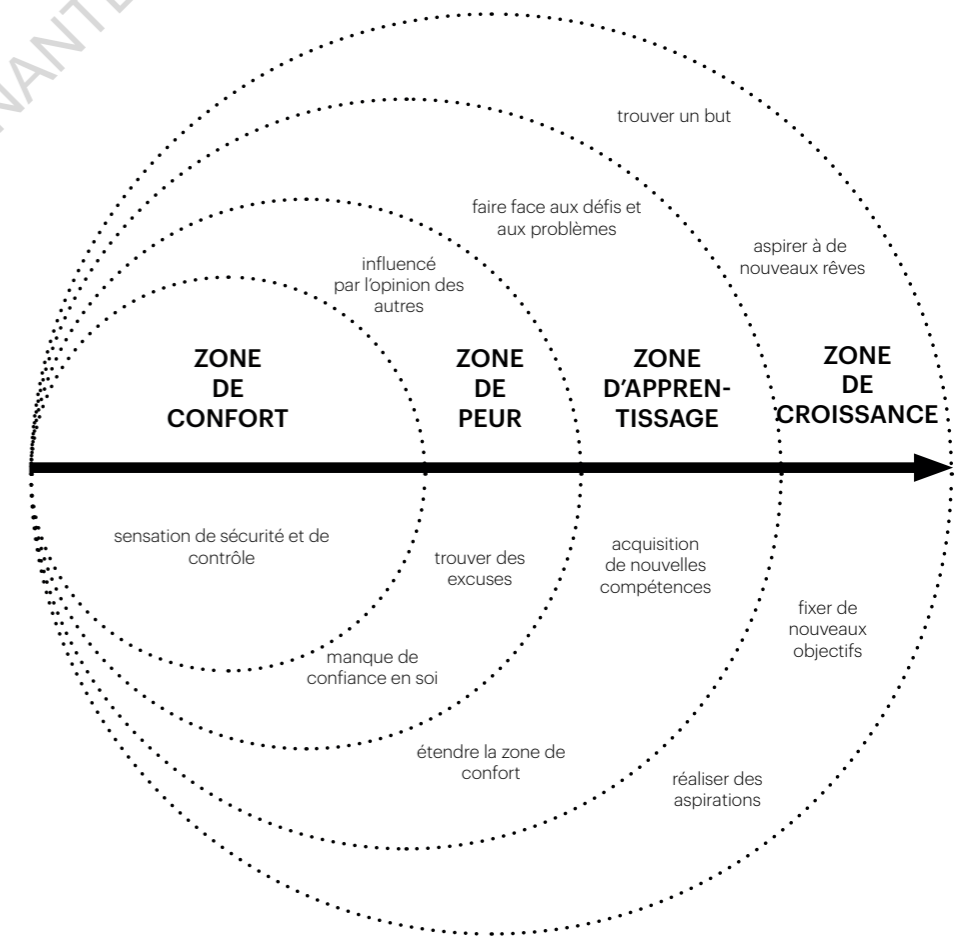 trouver un but
faire face aux défis et
aux problèmes
aspirer à de
nouveaux rêves
influencé
par l'opinion des
autres
ZONE
DE
CONFORT
ZONE
DE
PEUR
ZONE
D'APPREN-
TISSAGE
ZONE
DE
CROISSANCE
sensation de sécurité et de
contrôle
trouver des
excuses
acquisition
de nouvelles
compétences
fixer de
nouveaux
objectifs
manque de
confiance en soi
étendre la zone de
confort
réaliser des
aspirations